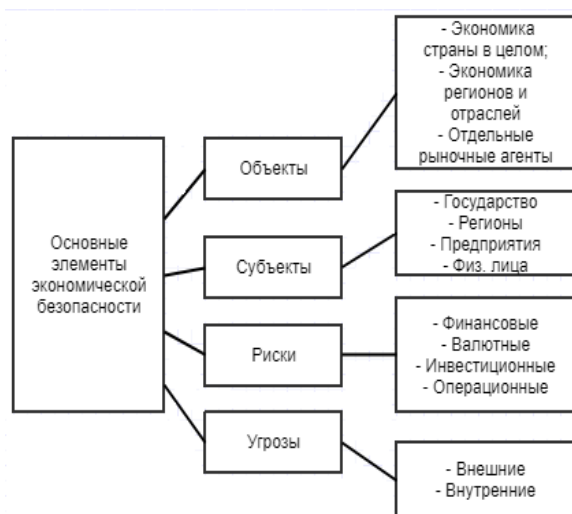 Основные
элементы
экономической
безопасности
Объекты
- Экономика
страны в целом;
- Экономика
регионов и
отраслей
- Отдельные
рыночные агенты
Субъекты
- Государство
- Регионы
- Предприятия
- Физ. лица
Риски
- Финансовые
- Валютные
- Инвестиционные
- Операционные
Угрозы
- Внешние
- Внутренние